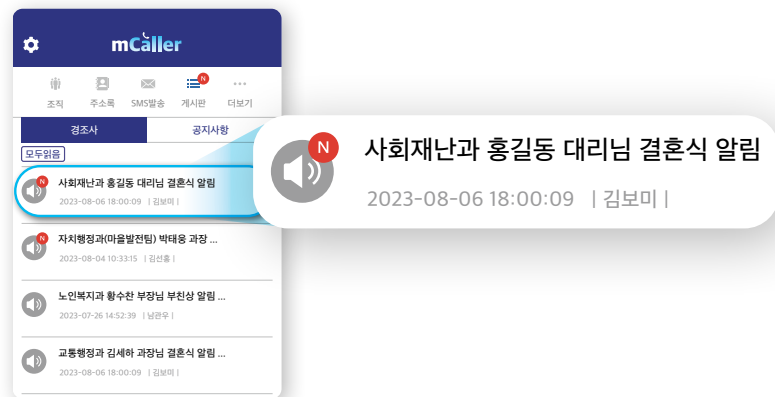 mCaller
N
조직 주소록 SMS발송 게시판 더보기
경조사 공지사항
모두읽음
N
사회재난과 홍길동 대리님 결혼식 알림
2023-08-06 18:00:09 | 김보미 |
N
자치행정과(마을발전팀) 박태웅 과장 ...
2023-08-04 10:33:15 | 김선홍 |
노인복지과 황수찬 부장님 부친상 알림 ...
2023-07-26 14:52:39 | 남관우 |
교통행정과 김세하 과장님 결혼식 알림 ...
2023-08-06 18:00:09 | 김보미 |
N
사회재난과 홍길동 대리님 결혼식 알림
2023-08-06 18:00:09 | 김보미 |